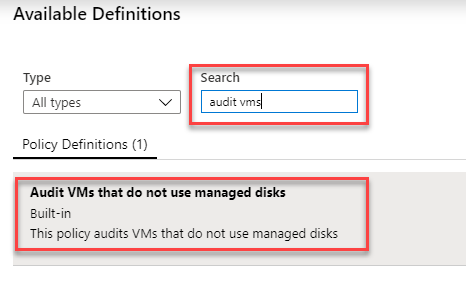 Available Definitions
Type
Search
All types
audit vms
Policy Definitions (1)
Audit VMs that do not use managed disks
Built-in
This policy audits VMs that do not use managed disks